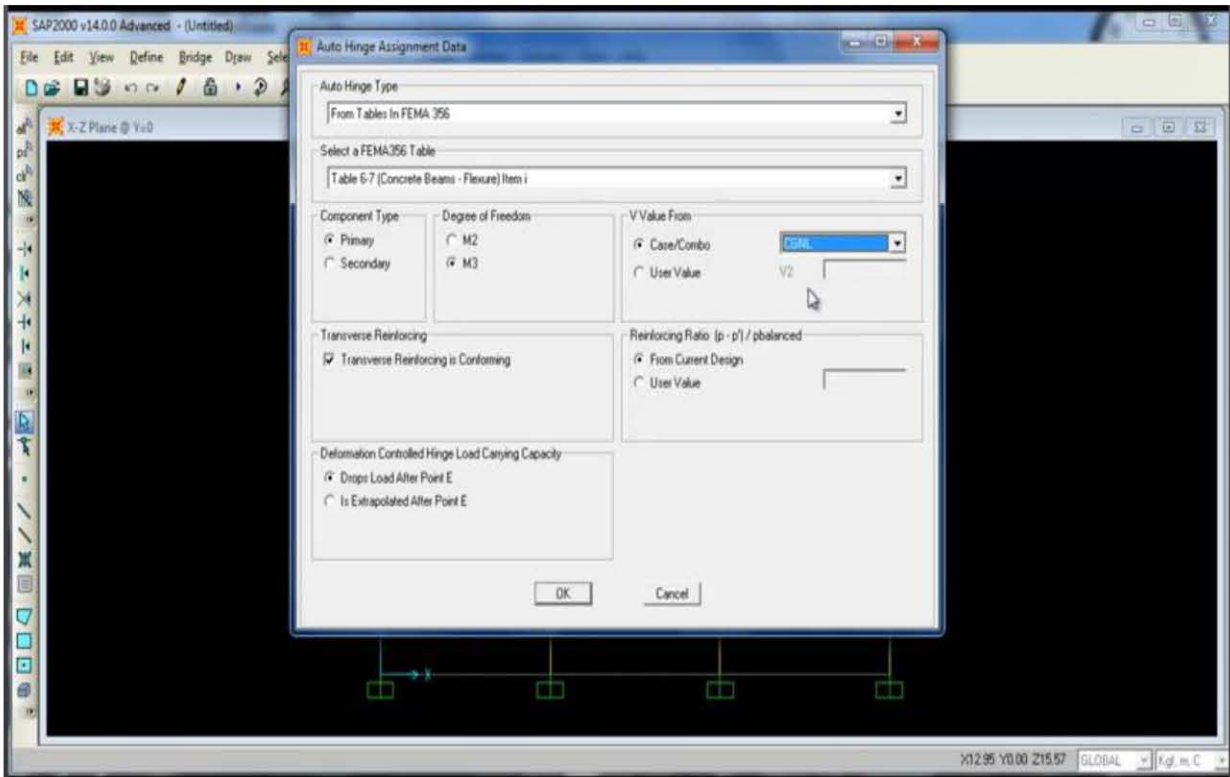 SAP2000 v14.0.0 Advanced - (Untitled)
File Edit View Define Bridge Draw Sele
X-Z Plane @ Y=0
Auto Hinge Assignment Data
Auto Hinge Type
From Tables In FEMA 356
Select a FEMA356 Table
Table 6-7 (Concrete Beams - Flexure) Item i
Component Type
Primary
Secondary
Degree of Freedom
M2
M3
V Value From
Case/Combo CGNL
User Value V2
Transverse Reinforcing
Transverse Reinforcing is Conforming
Reinforcing Ratio (p - p') / pbalanced
From Current Design
User Value
Deformation Controlled Hinge Load Carrying Capacity
Drops Load After Point E
Is Extrapolated After Point E
OK Cancel
X
X12.95 Y0.00 Z15.57 GLOBAL Kgf, m, C